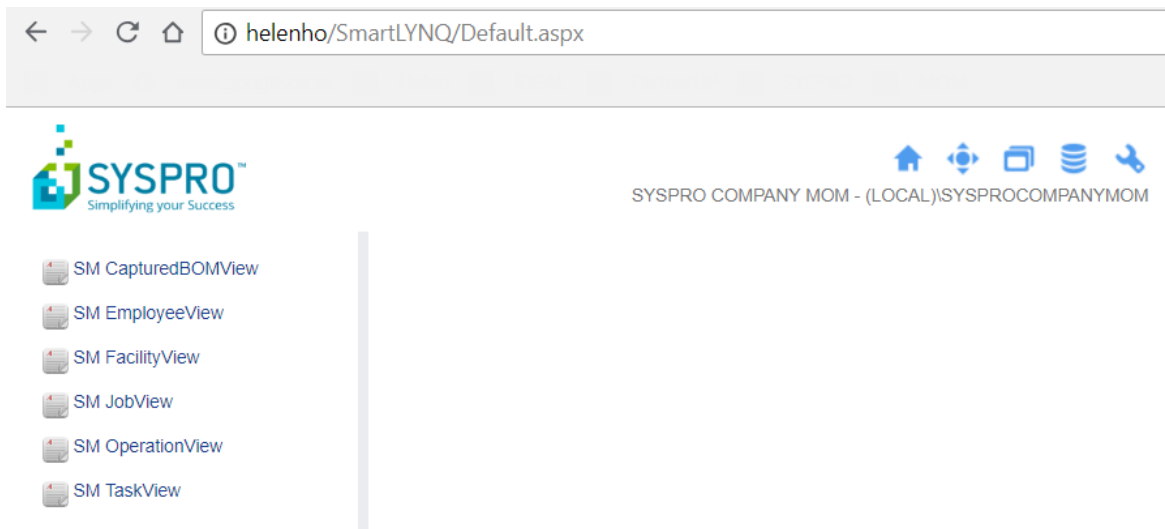 helenho/SmartLYNQ/Default.aspx
SYSPRO™
Simplifying your Success
SYSPRO COMPANY MOM - (LOCAL)\SYSPROCOMPANYMOM
SM CapturedBOMView
SM EmployeeView
SM FacilityView
SM JobView
SM OperationView
SM TaskView